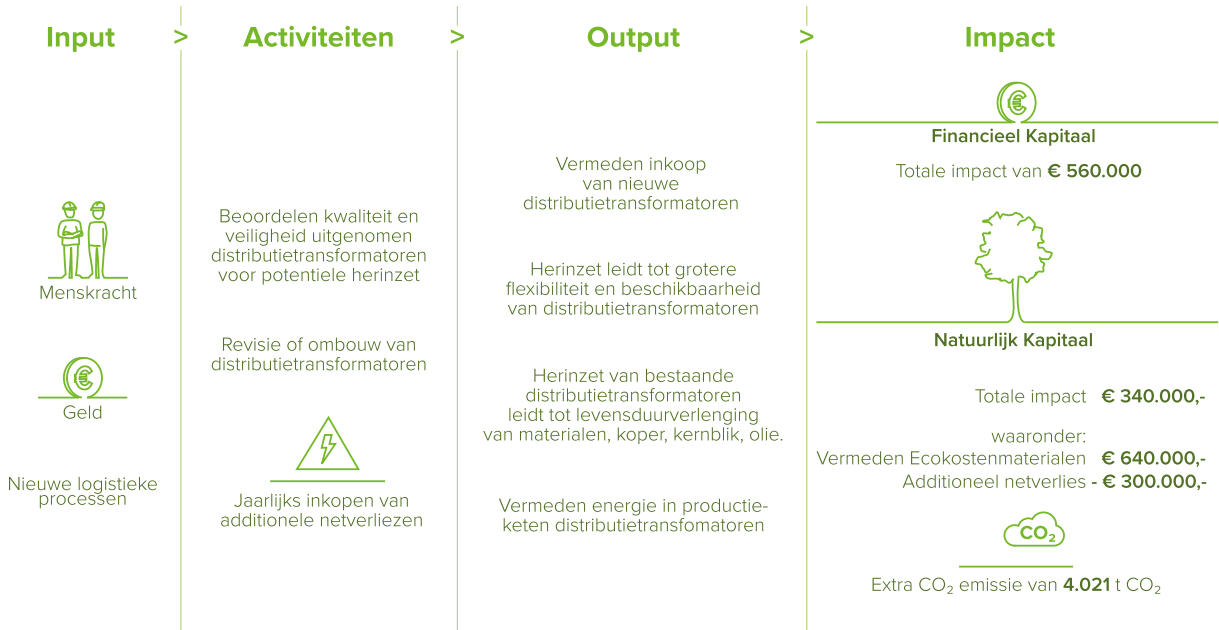 Input
>
Activiteiten
>
Output
>
Impact
Menskracht
€
Geld
Nieuwe logistieke
processen
Beoordelen kwaliteit en
veiligheid uitgenomen
distributietransformatoren
voor potentiele herinzet
Revisie of ombouw van
distributietransformatoren
Jaarlijks inkopen van
additionele netverliezen
Vermeden inkoop
van nieuwe
distributietransformatoren
Herinzet leidt tot grotere
flexibiliteit en beschikbaarheid
van distributietransformatoren
Herinzet van bestaande
distributietransformatoren
leidt tot levensduurverlenging
van materialen, koper, kernblik, olie.
Vermeden energie in productie-
keten distributietransfomatoren
€
Financieel Kapitaal
Totale impact van € 560.000
Natuurlijk Kapitaal
Totale impact € 340.000,-
waaronder:
Vermeden Ecokostenmaterialen € 640.000,-
Additioneel netverlies - € 300.000,-
CO₂
Extra CO₂ emissie van 4.021 t CO₂